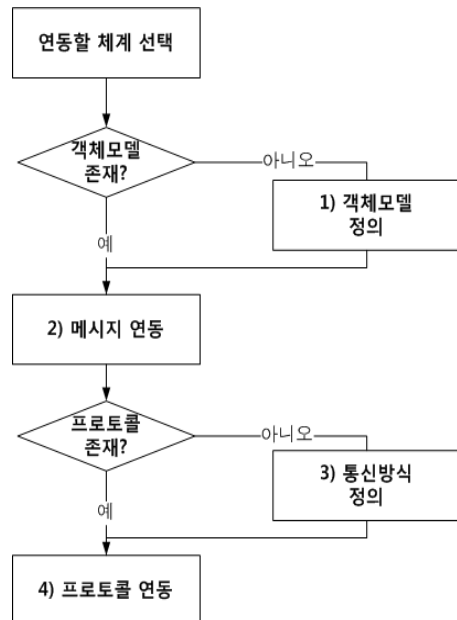 연동할 체계 선택
객체모델
존재?
아니오
1) 객체모델
정의
예
2) 메시지 연동
프로토콜
존재?
아니오
3) 통신방식
정의
예
4) 프로토콜 연동